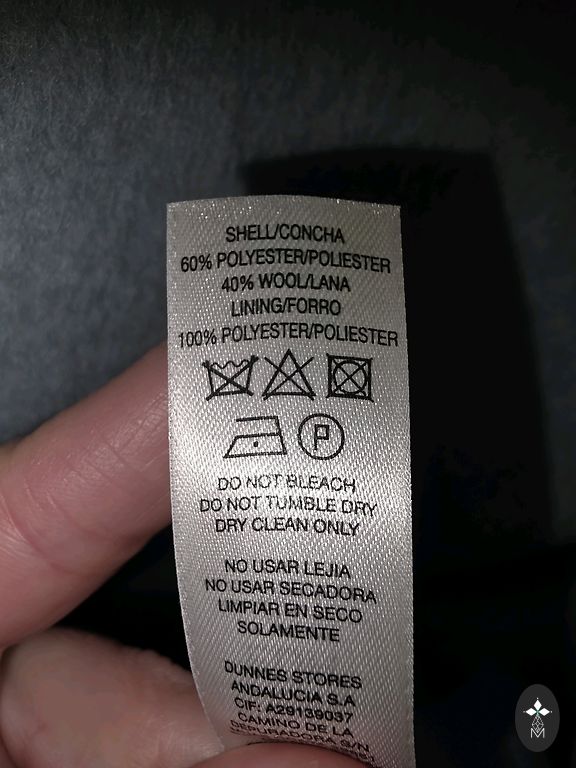 SHELL/CONCHA
60% POLYESTER/POLIESTER
40% WOOL/LANA
LINING/FORRO
100% POLYESTER/POLIESTER
P
DO NOT BLEACH
DO NOT TUMBLE DRY
DRY CLEAN ONLY
NO USAR LEJIA
NO USAR SECADORA
LIMPIAR EN SECO
SOLAMENTE
DUNNES STORES
ANDALUCIA S.A
CIF: A29189037
CAMINO DE LA
DEPURADORA S/N
M